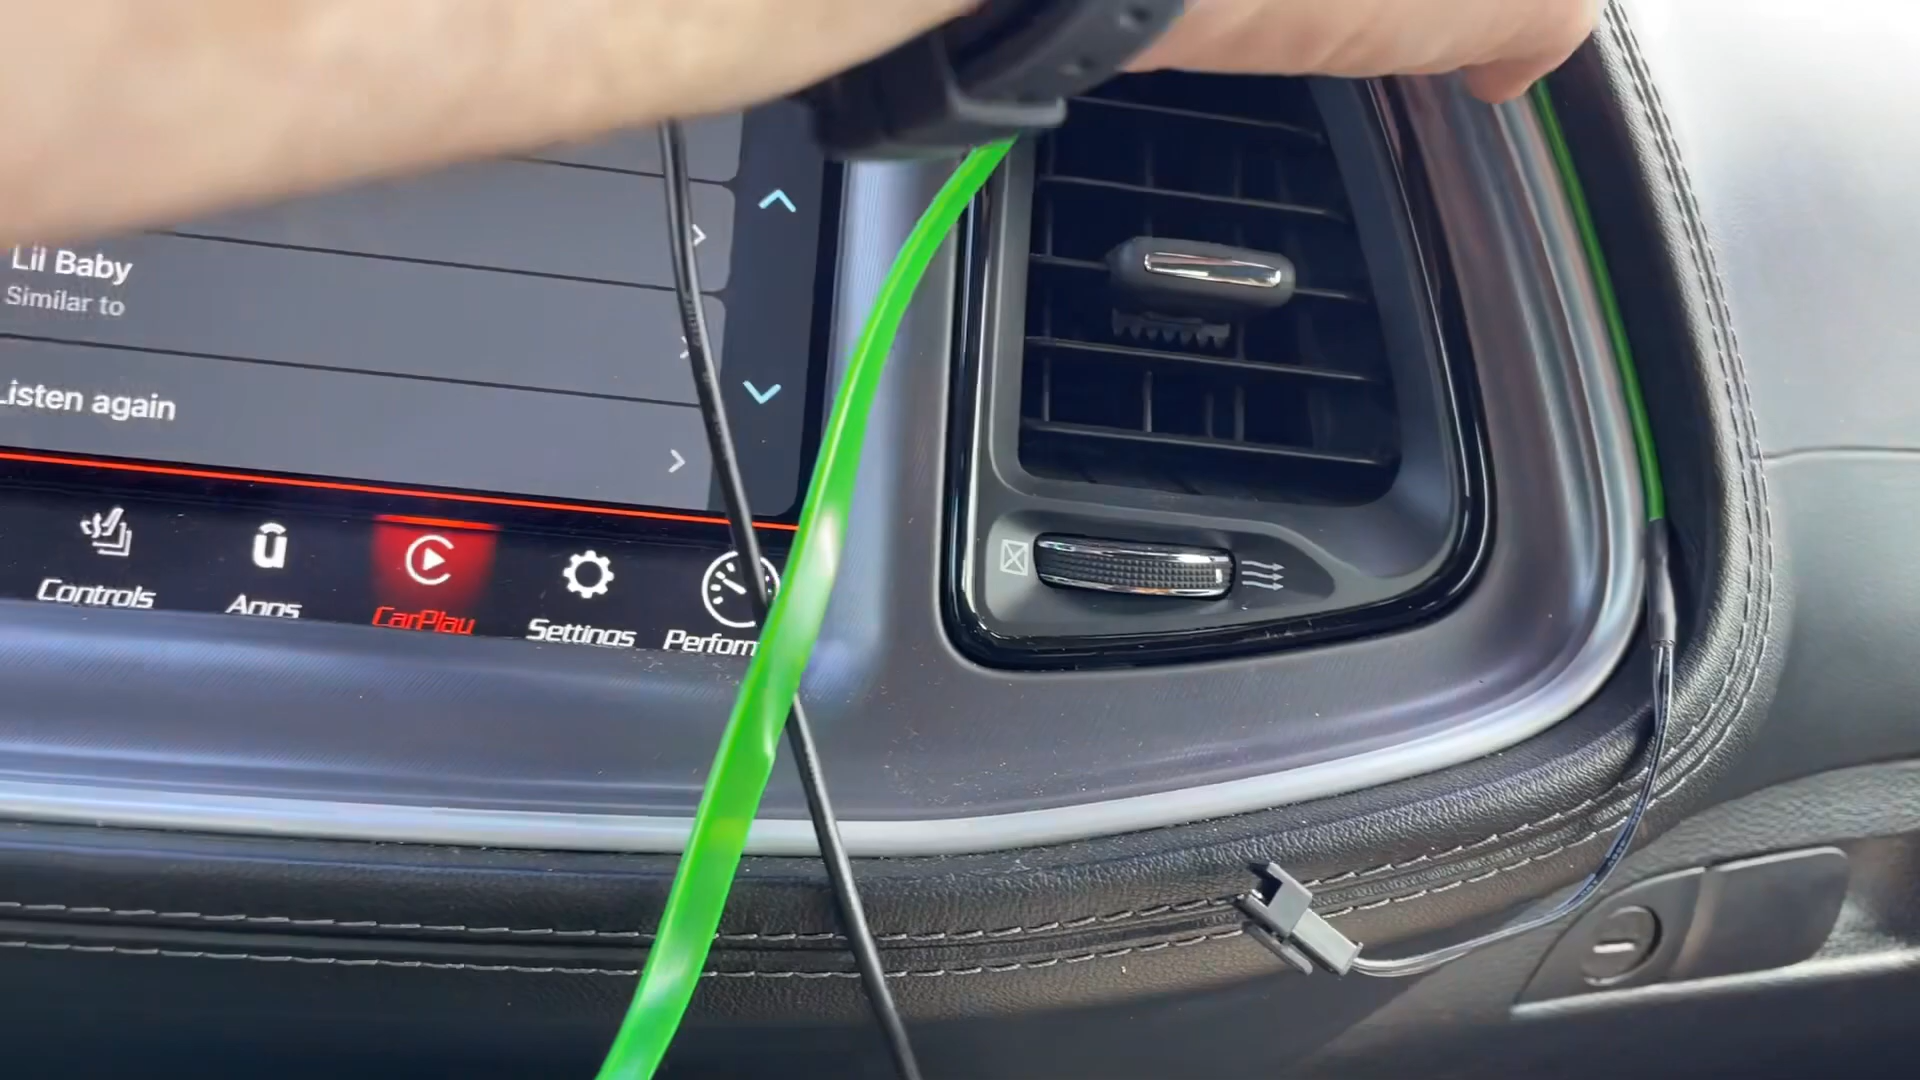 Lil Baby
Similar to
Listen again
Controls
Apps
CarPlay
Settings
Perform